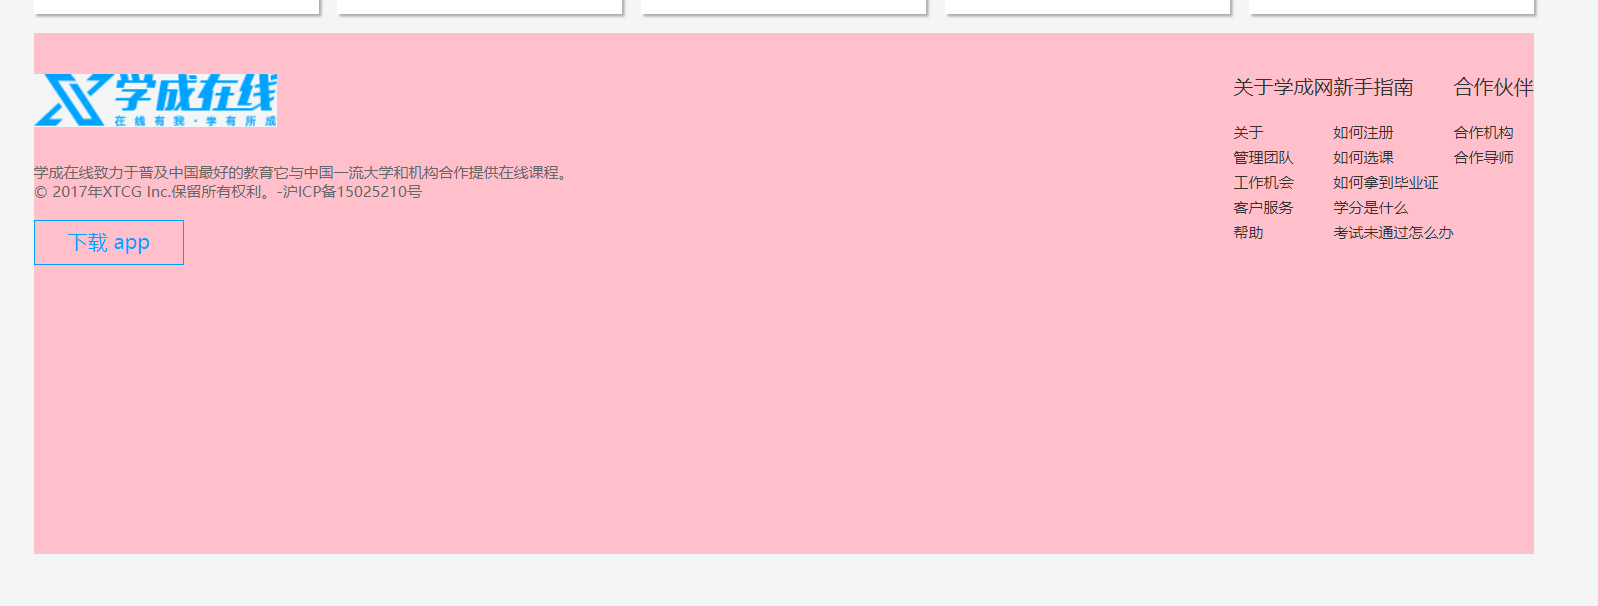 学成在线
在线有我·学有所成
学成在线致力于普及中国最好的教育它与中国一流大学和机构合作提供在线课程。
© 2017年XTCG Inc.保留所有权利。-沪ICP备15025210号
下载 app
关于学成网
关于
管理团队
工作机会
客户服务
帮助
新手指南
如何注册
如何选课
如何拿到毕业证
学分是什么
考试未通过怎么办
合作伙伴
合作机构
合作导师